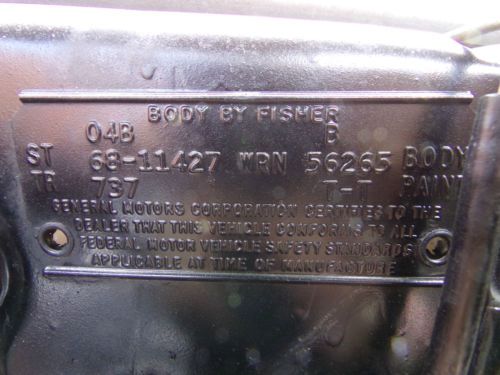 BODY BY FISHER
04B B
ST 68-11427 WRN 56265 BODY
TR 737 T-T PAINT
GENERAL MOTORS CORPORATION CERTIFIES TO THE
DEALER THAT THIS VEHICLE CONFORMS TO ALL
FEDERAL MOTOR VEHICLE SAFETY STANDARDS
APPLICABLE AT TIME OF MANUFACTURE